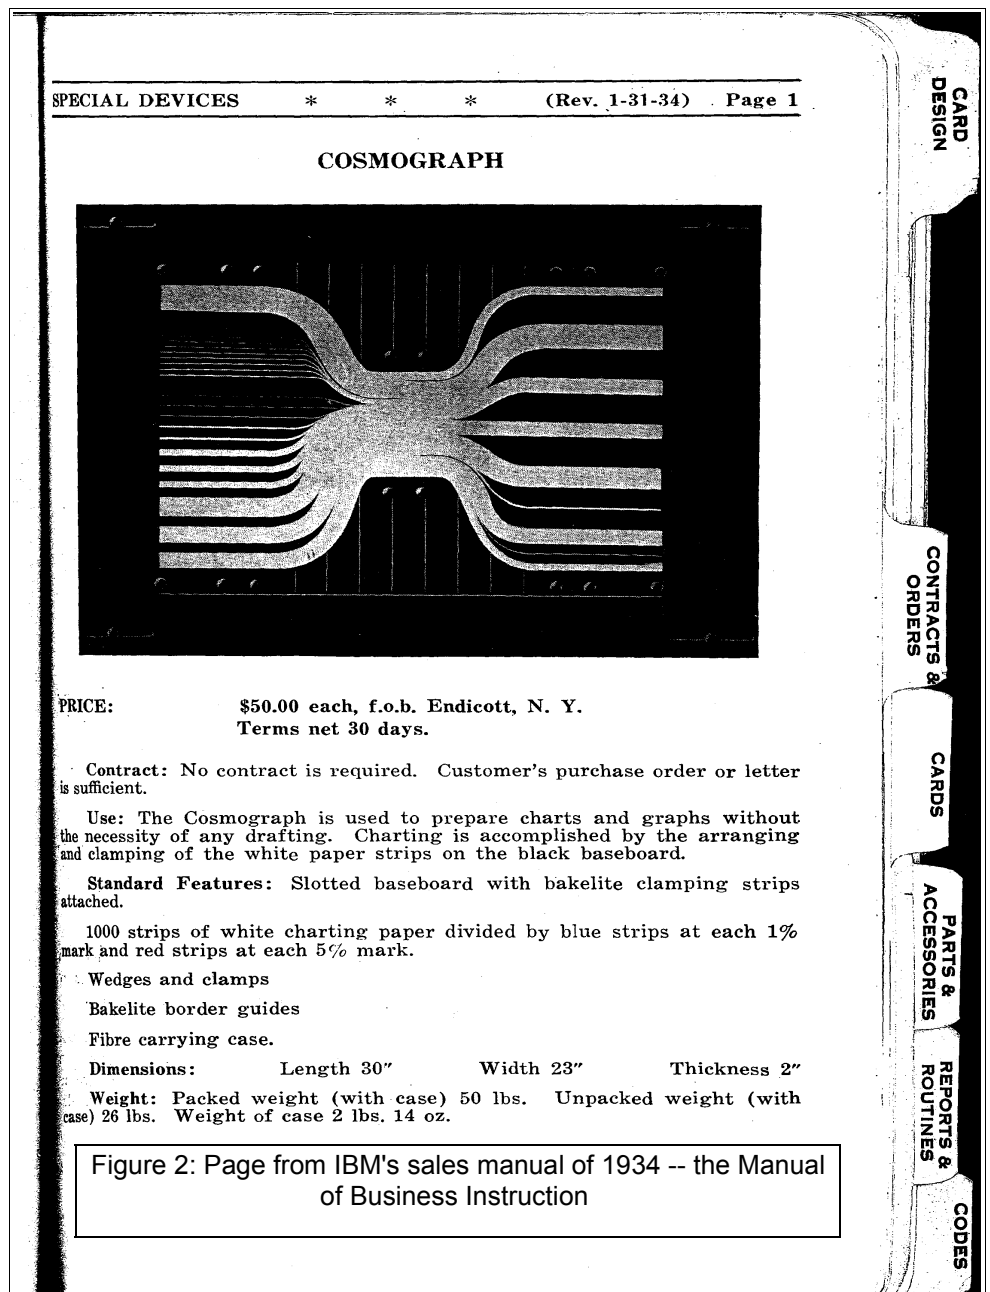 SPECIAL DEVICES * * * (Rev. 1-31-34) Page 1
COSMOGRAPH
PRICE: $50.00 each, f.o.b. Endicott, N. Y.
Terms net 30 days.
Contract: No contract is required. Customer's purchase order or letter
is sufficient.
Use: The Cosmograph is used to prepare charts and graphs without
the necessity of any drafting. Charting is accomplished by the arranging
and clamping of the white paper strips on the black baseboard.
Standard Features: Slotted baseboard with bakelite clamping strips
attached.
1000 strips of white charting paper divided by blue strips at each 1%
mark and red strips at each 5% mark.
Wedges and clamps
Bakelite border guides
Fibre carrying case.
Dimensions: Length 30" Width 23" Thickness 2"
Weight: Packed weight (with case) 50 lbs. Unpacked weight (with
case) 26 lbs. Weight of case 2 lbs. 14 oz.
Figure 2: Page from IBM's sales manual of 1934 -- the Manual
of Business Instruction
CARD
DESIGN
CONTRACTS &
ORDERS
CARDS
PARTS &
ACCESSORIES
REPORTS &
ROUTINES
CODES